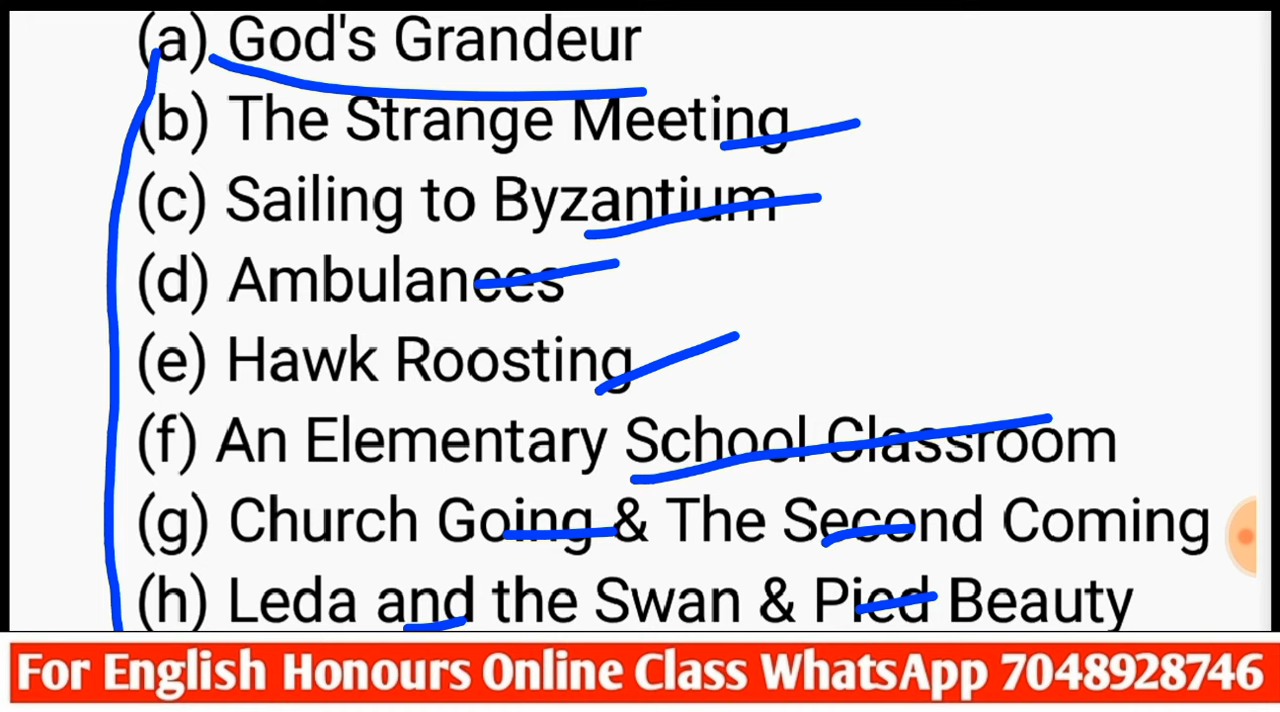 (a) God's Grandeur
(b) The Strange Meeting
(c) Sailing to Byzantium
(d) Ambulances
(e) Hawk Roosting
(f) An Elementary School Classroom
(g) Church Going & The Second Coming
(h) Leda and the Swan & Pied Beauty
For English Honours Online Class WhatsApp 7048928746